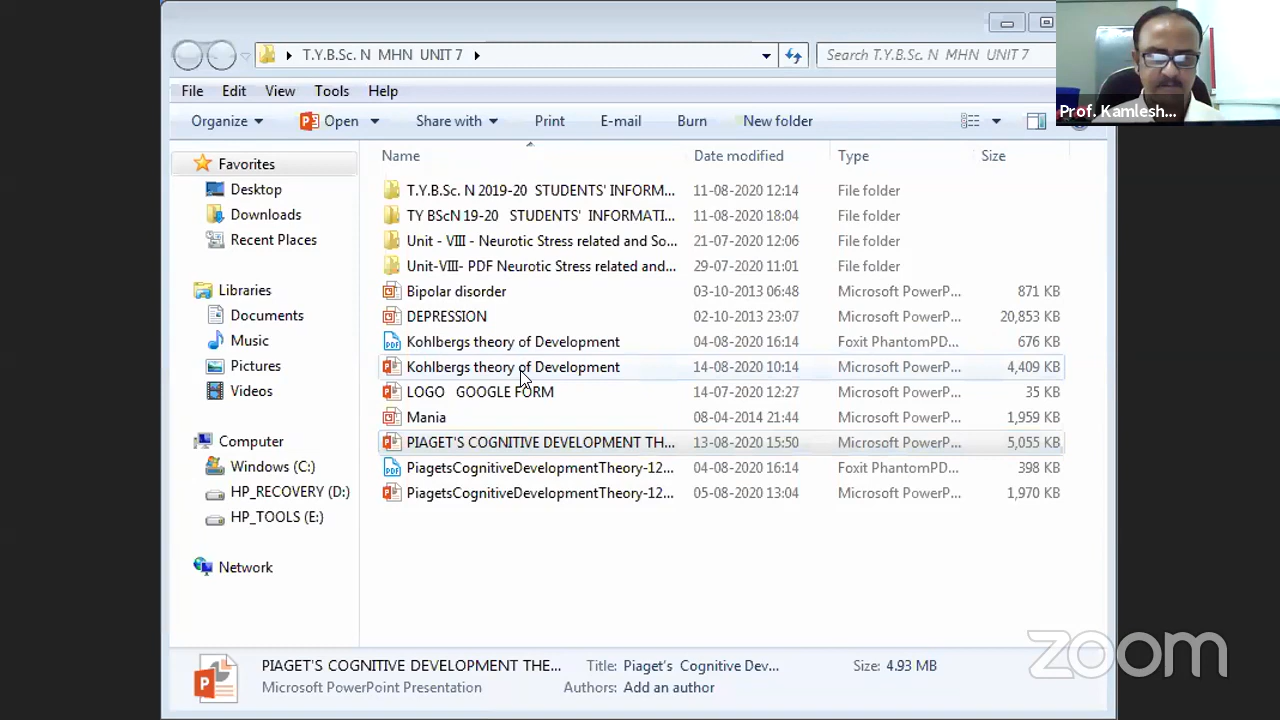 T.Y.B.Sc. N MHN UNIT 7
Search T.Y.B.Sc. N MHN UNIT 7
Prof. Kamlesh...
File Edit View Tools Help
Organize Open Share with Print E-mail Burn New folder
Name Date modified Type Size
Favorites
Desktop
Downloads
Recent Places
Libraries
Documents
Music
Pictures
Videos
Computer
Windows (C:)
HP_RECOVERY (D:)
HP_TOOLS (E:)
Network
T.Y.B.Sc. N 2019-20 STUDENTS' INFORM... 11-08-2020 12:14 File folder
TY BScN 19-20 STUDENTS' INFORMATI... 11-08-2020 18:04 File folder
Unit - VIII - Neurotic Stress related and So... 21-07-2020 12:06 File folder
Unit-VIII- PDF Neurotic Stress related and... 29-07-2020 11:01 File folder
Bipolar disorder 03-10-2013 06:48 Microsoft PowerP... 871 KB
DEPRESSION 02-10-2013 23:07 Microsoft PowerP... 20,853 KB
Kohlbergs theory of Development 04-08-2020 16:14 Foxit PhantomPD... 676 KB
Kohlbergs theory of Development 14-08-2020 10:14 Microsoft PowerP... 4,409 KB
LOGO GOOGLE FORM 14-07-2020 12:27 Microsoft PowerP... 35 KB
Mania 08-04-2014 21:44 Microsoft PowerP... 1,959 KB
PIAGET'S COGNITIVE DEVELOPMENT TH... 13-08-2020 15:50 Microsoft PowerP... 5,055 KB
PiagetsCognitiveDevelopmentTheory-12... 04-08-2020 16:14 Foxit PhantomPD... 398 KB
PiagetsCognitiveDevelopmentTheory-12... 05-08-2020 13:04 Microsoft PowerP... 1,970 KB
PIAGET'S COGNITIVE DEVELOPMENT THE... Title: Piaget's Cognitive Dev... Size: 4.93 MB
Microsoft PowerPoint Presentation Authors: Add an author
zoom